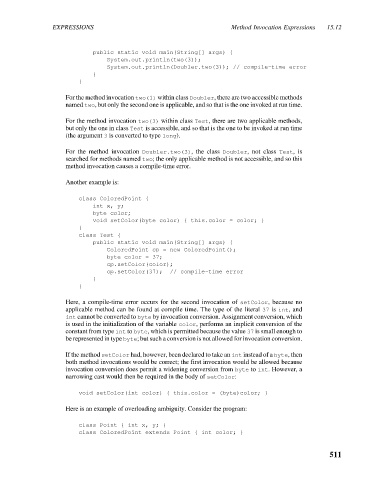 EXPRESSIONS Method Invocation Expressions 15.12
public static void main(String[] args) {
System.out.println(two(3));
System.out.println(Doubler.two(3)); // compile-time error
}
}
For the method invocation two(1) within class Doubler, there are two accessible methods
named two, but only the second one is applicable, and so that is the one invoked at run time.
For the method invocation two(3) within class Test, there are two applicable methods,
but only the one in class Test is accessible, and so that is the one to be invoked at run time
(the argument 3 is converted to type long).
For the method invocation Doubler.two(3), the class Doubler, not class Test, is
searched for methods named two; the only applicable method is not accessible, and so this
method invocation causes a compile-time error.
Another example is:
class ColoredPoint {
int x, y;
byte color;
void setColor(byte color) { this.color = color; }
}
class Test {
public static void main(String[] args) {
ColoredPoint cp = new ColoredPoint();
byte color = 37;
cp.setColor(color);
cp.setColor(37); // compile-time error
}
}
Here, a compile-time error occurs for the second invocation of setColor, because no
applicable method can be found at compile time. The type of the literal 37 is int, and
int cannot be converted to byte by invocation conversion. Assignment conversion, which
is used in the initialization of the variable color, performs an implicit conversion of the
constant from type int to byte, which is permitted because the value 37 is small enough to
be represented in type byte; but such a conversion is not allowed for invocation conversion.
If the method setColor had, however, been declared to take an int instead of a byte, then
both method invocations would be correct; the first invocation would be allowed because
invocation conversion does permit a widening conversion from byte to int. However, a
narrowing cast would then be required in the body of setColor:
void setColor(int color) { this.color = (byte)color; }
Here is an example of overloading ambiguity. Consider the program:
class Point { int x, y; }
class ColoredPoint extends Point { int color; }
511